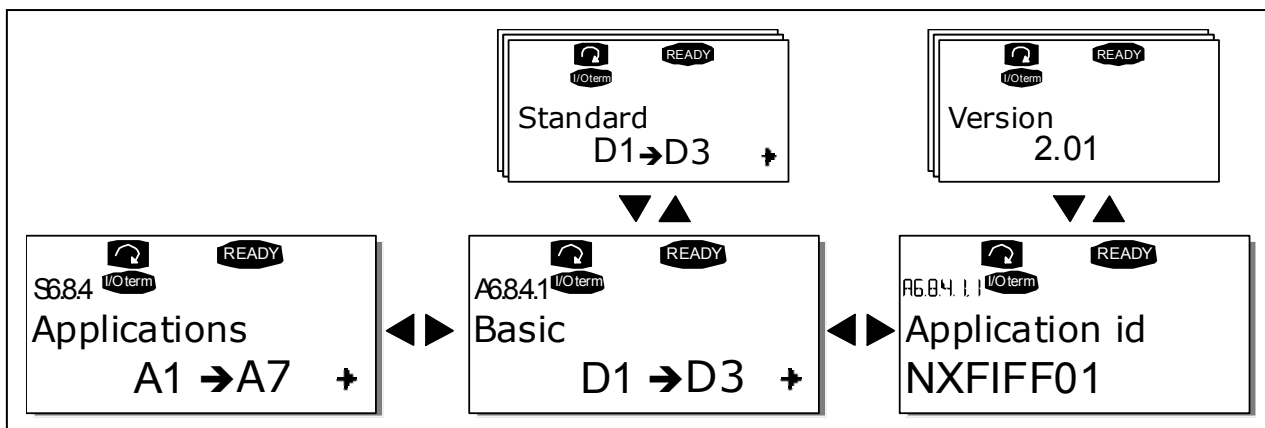 READY
I/Oterm
Standard
D1➔D3
READY
I/Oterm
Version
2.01
READY
S6.8.4 I/Oterm
Applications
A1 ➔A7
READY
A6.8.4.1 I/Oterm
Basic
D1 ➔D3
READY
A6.8.4.1.1 I/Oterm
Application id
NXFIFF01